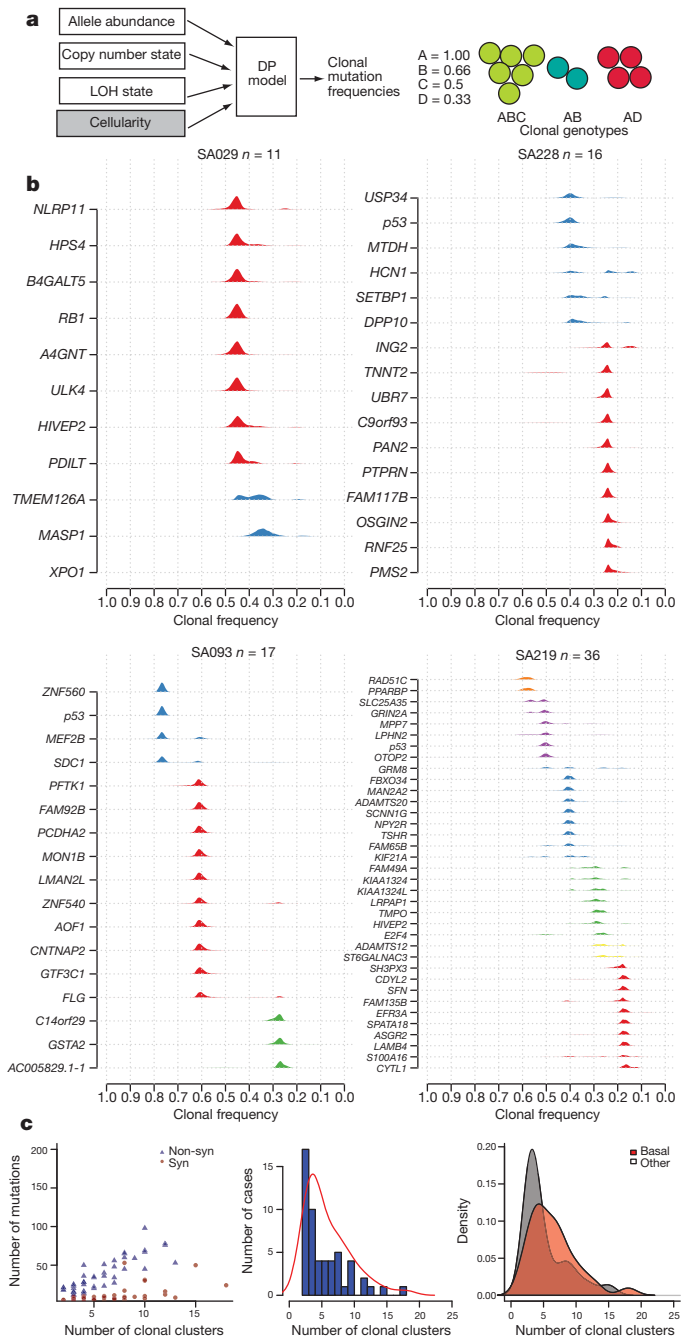 a
Allele abundance
Copy number state
LOH state
Cellularity
DP
model
Clonal
mutation
frequencies
A = 1.00
B = 0.66
C = 0.5
D = 0.33
ABC AB AD
Clonal genotypes
b
SA029 n = 11
NLRP11
HPS4
B4GALT5
RB1
A4GNT
ULK4
HIVEP2
PDILT
TMEM126A
MASP1
XPO1
1.0 0.9 0.8 0.7 0.6 0.5 0.4 0.3 0.2 0.1 0.0
Clonal frequency
SA228 n = 16
USP34
p53
MTDH
HCN1
SETBP1
DPP10
ING2
TNNT2
UBR7
C9orf93
PAN2
PTPRN
FAM117B
OSGIN2
RNF25
PMS2
1.0 0.9 0.8 0.7 0.6 0.5 0.4 0.3 0.2 0.1 0.0
Clonal frequency
SA093 n = 17
ZNF560
p53
MEF2B
SDC1
PFTK1
FAM92B
PCDHA2
MON1B
LMAN2L
ZNF540
AOF1
CNTNAP2
GTF3C1
FLG
C14orf29
GSTA2
AC005829.1-1
1.0 0.9 0.8 0.7 0.6 0.5 0.4 0.3 0.2 0.1 0.0
Clonal frequency
SA219 n = 36
RAD51C
PPARBP
SLC25A35
GRIN2A
MPP7
LPHN2
p53
OTOP2
GRM8
FBXO34
MAN2A2
ADAMTS20
SCNN1G
NPY2R
TSHR
FAM65B
KIF21A
FAM49A
KIAA1324
KIAA1324L
LRPAP1
TMPO
HIVEP2
E2F4
ADAMTS12
ST6GALNAC3
SH3PX3
CDYL2
SFN
FAM135B
EFR3A
SPATA18
ASGR2
LAMB4
S100A16
CYTL1
1.0 0.9 0.8 0.7 0.6 0.5 0.4 0.3 0.2 0.1 0.0
Clonal frequency
c
Number of mutations
200
150
100
50
Non-syn
Syn
5 10 15
Number of clonal clusters
Number of cases
15
10
5
0
0 5 10 15 20 25
Number of clonal clusters
Density
0.20
0.15
0.10
0.05
0.00
Basal
Other
0 5 10 15 20 25
Number of clonal clusters